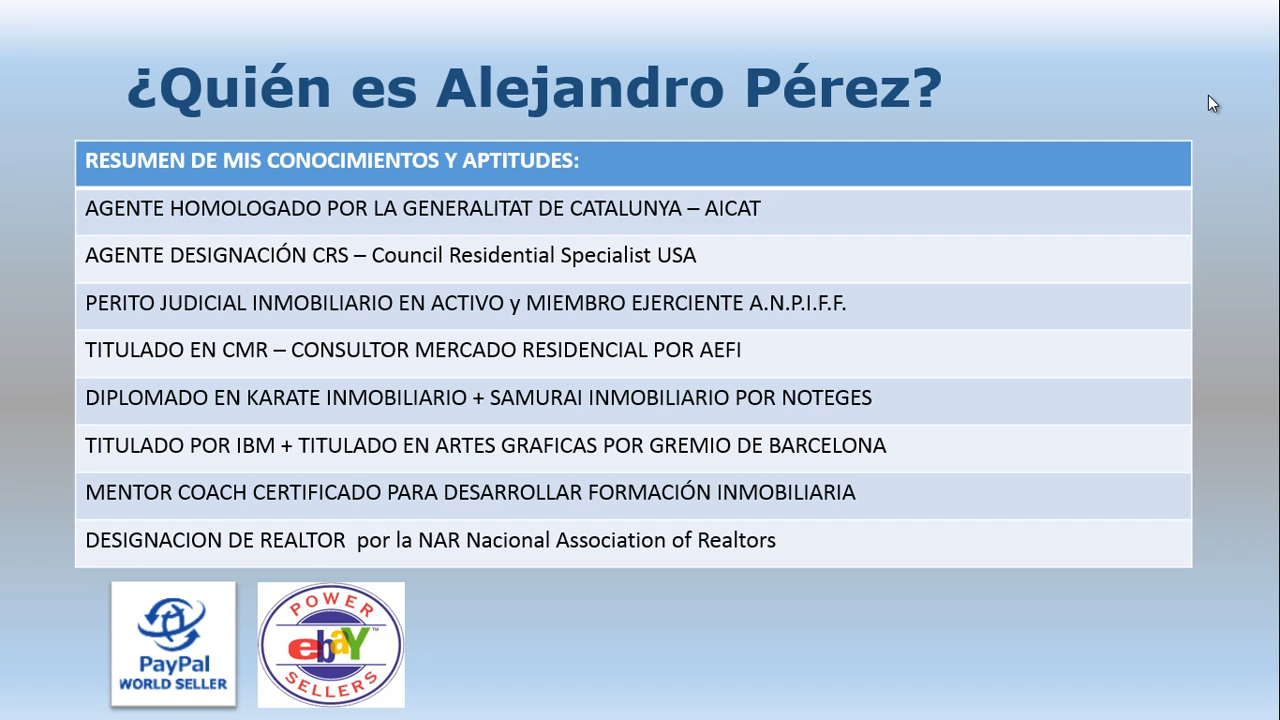 ¿Quién es Alejandro Pérez?
RESUMEN DE MIS CONOCIMIENTOS Y APTITUDES:
AGENTE HOMOLOGADO POR LA GENERALITAT DE CATALUNYA – AICAT
AGENTE DESIGNACIÓN CRS – Council Residential Specialist USA
PERITO JUDICIAL INMOBILIARIO EN ACTIVO y MIEMBRO EJERCIENTE A.N.P.I.F.F.
TITULADO EN CMR – CONSULTOR MERCADO RESIDENCIAL POR AEFI
DIPLOMADO EN KARATE INMOBILIARIO + SAMURAI INMOBILIARIO POR NOTEGES
TITULADO POR IBM + TITULADO EN ARTES GRAFICAS POR GREMIO DE BARCELONA
MENTOR COACH CERTIFICADO PARA DESARROLLAR FORMACIÓN INMOBILIARIA
DESIGNACION DE REALTOR  por la NAR Nacional Association of Realtors
PayPal
WORLD SELLER
POWER
ebaY™
SELLERS